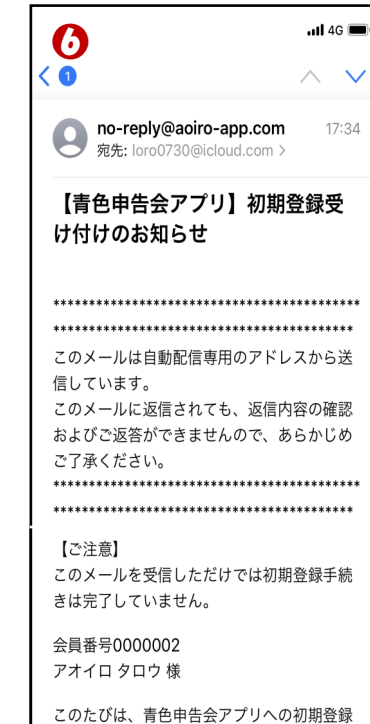 6
4G
1
no-reply@aoiro-app.com 17:34
宛先: loro0730@icloud.com >
【青色申告会アプリ】初期登録受
け付けのお知らせ
*******************************************
******************************************
このメールは自動配信専用のアドレスから送
信しています。
このメールに返信されても、返信内容の確認
およびご返答ができませんので、あらかじめ
ご了承ください。
*******************************************
******************************************
【ご注意】
このメールを受信しただけでは初期登録手続
きは完了していません。
会員番号0000002
アオイロ タロウ 様
このたびは、青色申告会アプリへの初期登録